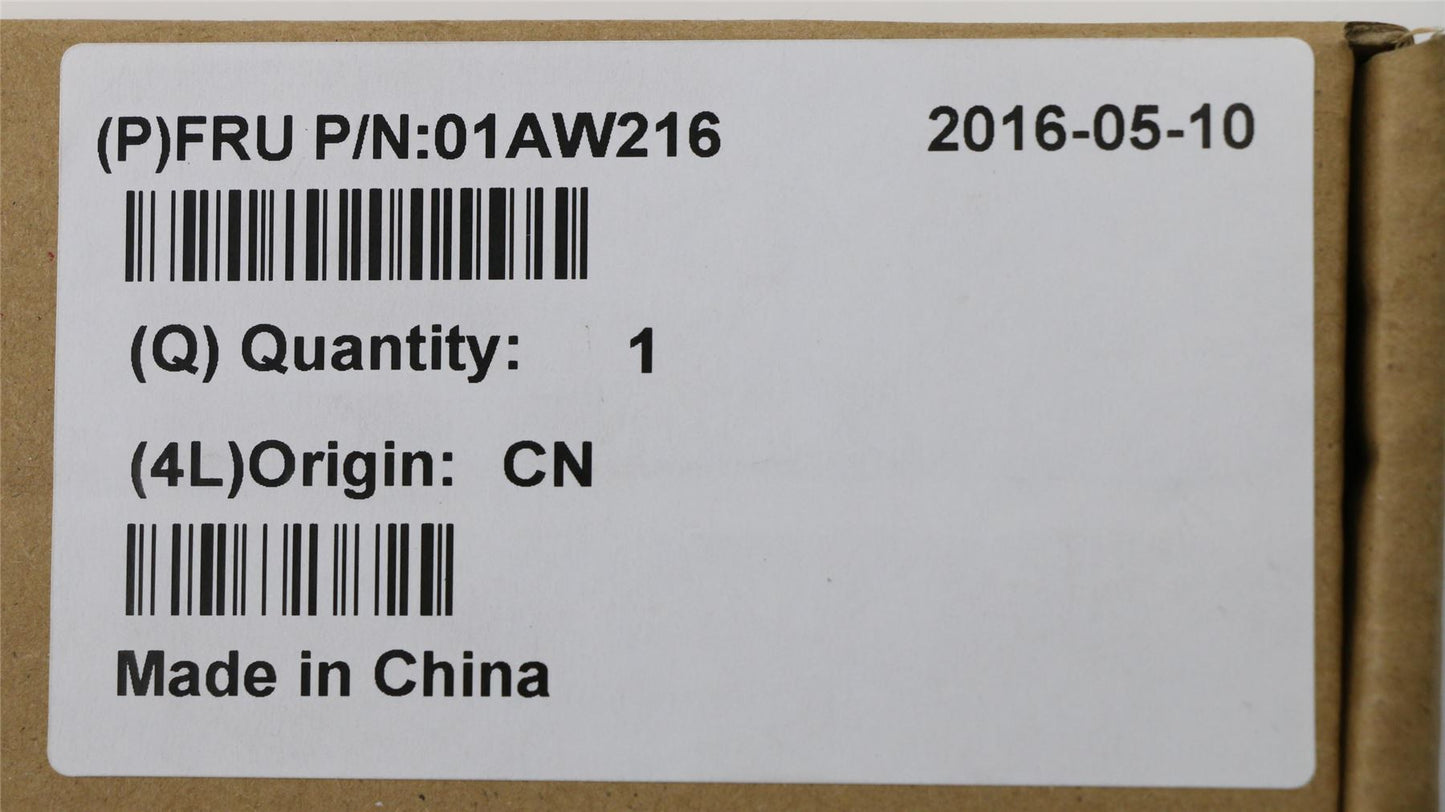 (P)FRU P/N:01AW216 2016-05-10
(Q) Quantity: 1
(4L)Origin: CN
Made in China